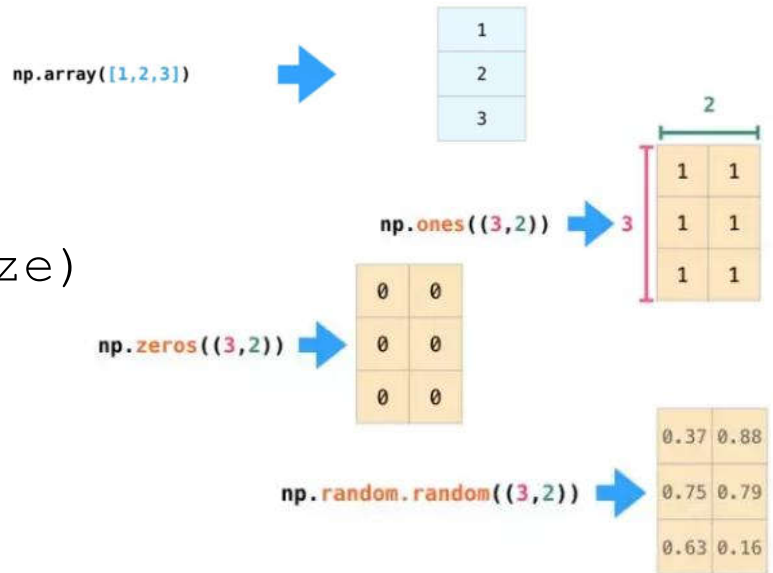 np.array([1,2,3])
1
2
3
2
np.ones((3,2))
3
1 1
1 1
1 1
ze)
np.zeros((3,2))
0 0
0 0
0 0
np.random.random((3,2))
0.37 0.88
0.75 0.79
0.63 0.16